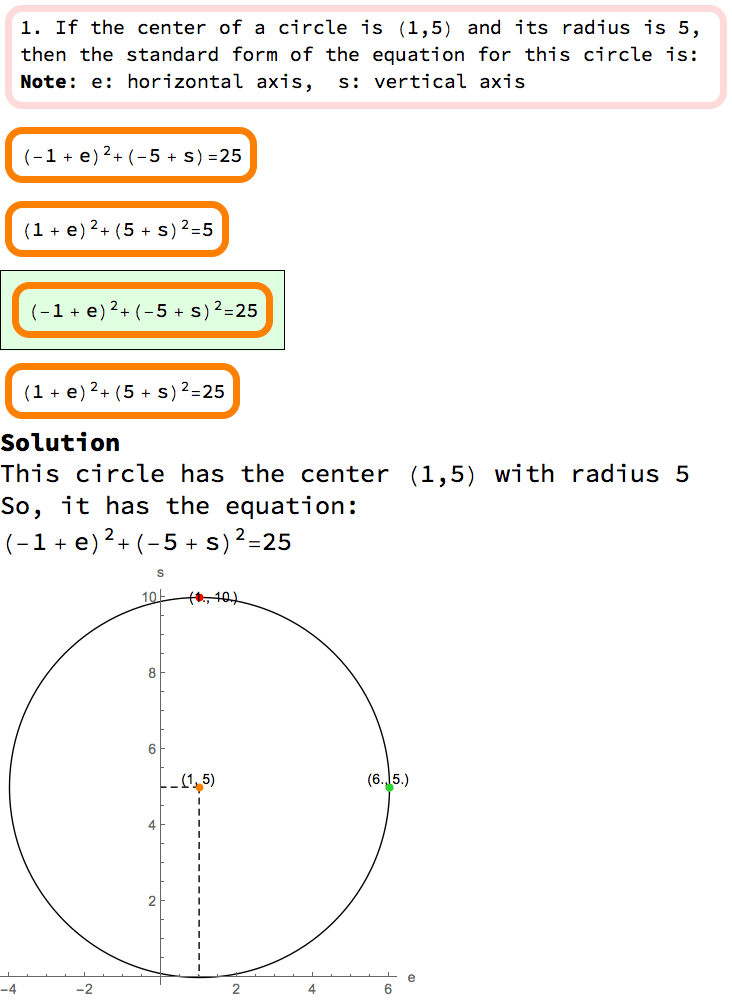 1. If the center of a circle is (1,5) and its radius is 5,
then the standard form of the equation for this circle is:
Note: e: horizontal axis, s: vertical axis
(-1 + e)²+(-5 + s)=25
(1 + e)²+(5 + s)²=5
(-1 + e)²+(-5 + s)²=25
(1 + e)²+(5 + s)²=25
Solution
This circle has the center (1,5) with radius 5
So, it has the equation:
(-1 + e)²+(-5 + s)²=25
s
10
(1., 10.)
8
6
(1, 5)
(6., 5.)
4
2
e
-4
-2
2
4
6